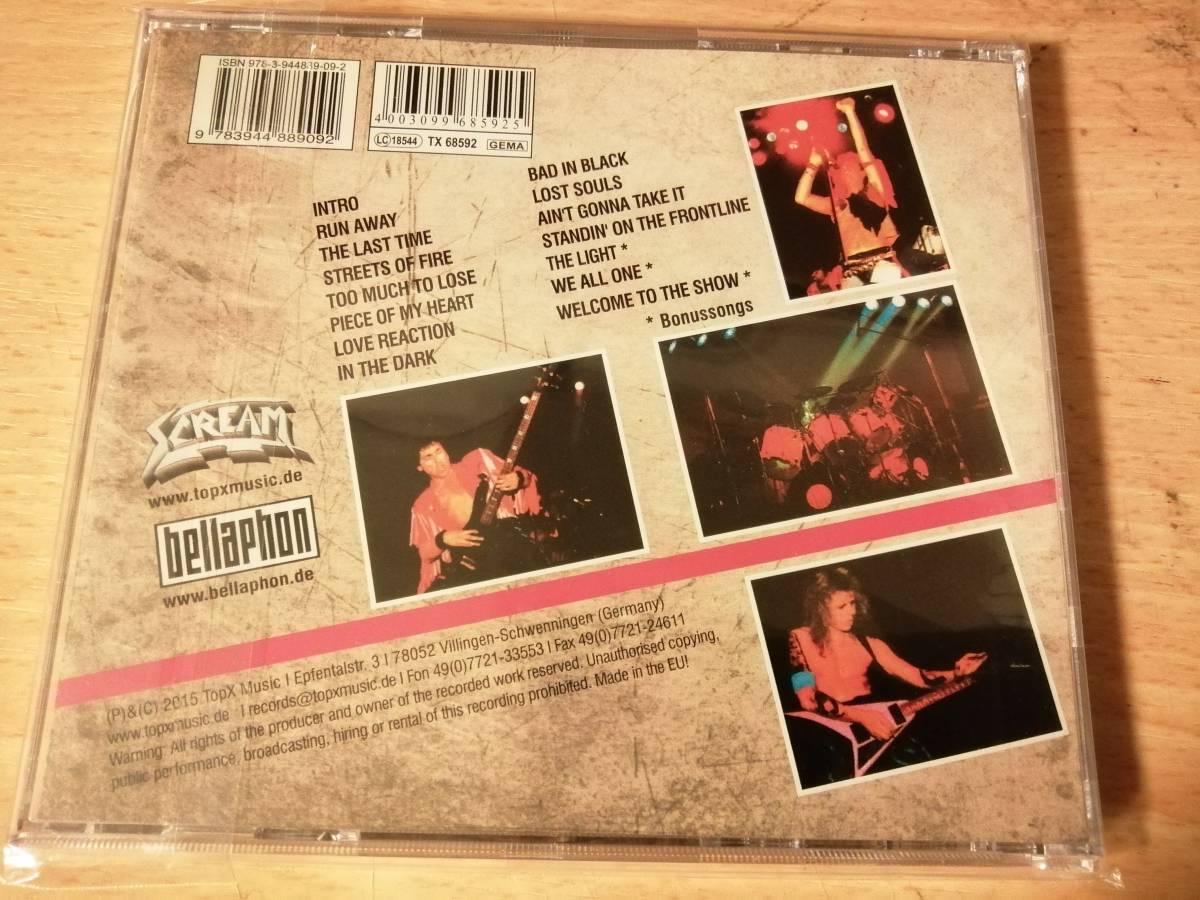 ISBN 978-3-944889-09-2
9 783944 889092
4 003099 685925
LC 18544 TX 68592 GEMA
INTRO
RUN AWAY
THE LAST TIME
STREETS OF FIRE
TOO MUCH TO LOSE
PIECE OF MY HEART
LOVE REACTION
IN THE DARK
BAD IN BLACK
LOST SOULS
AIN'T GONNA TAKE IT
STANDIN' ON THE FRONTLINE
THE LIGHT *
WE ALL ONE *
WELCOME TO THE SHOW *
* Bonussongs
SCREAM
www.topxmusic.de
bellaphon
www.bellaphon.de
(P)&(C) 2015 TopX Music I Epfentalstr. 3 I 78052 Villingen-Schwenningen (Germany)
www.topxmusic.de I records@topxmusic.de I Fon 49(0)7721-33553 I Fax 49(0)7721-24611
Warning: All rights of the producer and owner of the recorded work reserved. Unauthorised copying,
public performance, broadcasting, hiring or rental of this recording prohibited. Made in the EU!